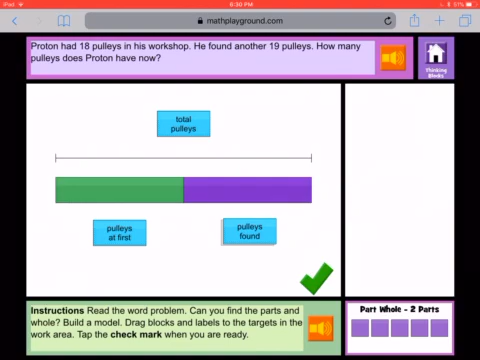 iPad
6:30 PM
51%
mathplayground.com
Proton had 18 pulleys in his workshop. He found another 19 pulleys. How many
pulleys does Proton have now?
Thinking
Blocks
total
pulleys
pulleys
at first
pulleys
found
Instructions Read the word problem. Can you find the parts and
whole? Build a model. Drag blocks and labels to the targets in the
work area. Tap the check mark when you are ready.
Part Whole - 2 Parts